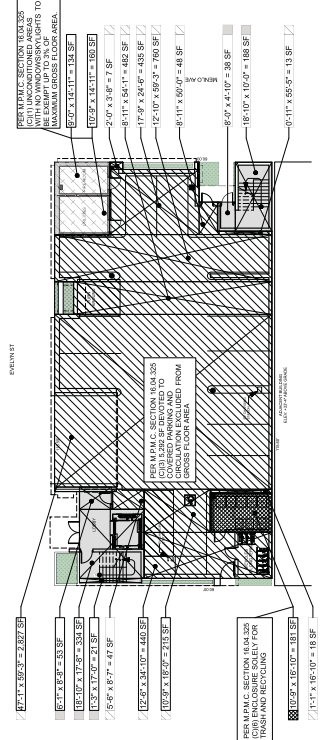 PER M.P.M.C. SECTION 16.04.325
(C)(1) UNCONDITIONED AREAS
WITH NO WINDOWS/SKYLIGHTS TO
BE EXEMPT UP TO 3% OF
MAXIMUM GROSS FLOOR AREA.
9'-0" x 14'-11" = 134 SF
10'-9" x 14'-11" = 160 SF
2'-0" x 3'-8" = 7 SF
8'-11" x 54'-1" = 482 SF
17'-9" x 24'-6" = 435 SF
12'-10" x 59'-3" = 760 SF
MENLO AVE
8'-11" x 50'-0" = 48 SF
8'-0" x 4'-10" = 38 SF
18'-10" x 10'-0" = 188 SF
0'-11" x 55'-5" = 13 SF
EVELYN ST
PER M.P.M.C. SECTION 16.04.325
(C)(3) 5,292 SF DEVOTED TO
COVERED PARKING AND
CIRCULATION EXCLUDED FROM
GROSS FLOOR AREA
ADJACENT BUILDING
47'-1" x 59'-3" = 2,827 SF
6'-1" x 8'-8" = 53 SF
18'-10" x 17'-8" = 334 SF
1'-3" x 17'-0" = 21 SF
5'-6" x 8'-7" = 47 SF
12'-6" x 34'-10" = 440 SF
10'-9" x 18'-0" = 215 SF
PER M.P.M.C. SECTION 16.04.325
(C)(6) ENCLOSURE SOLELY FOR
TRASH AND RECYCLING
10'-9" x 16'-10" = 181 SF
1'-1" x 16'-10" = 18 SF